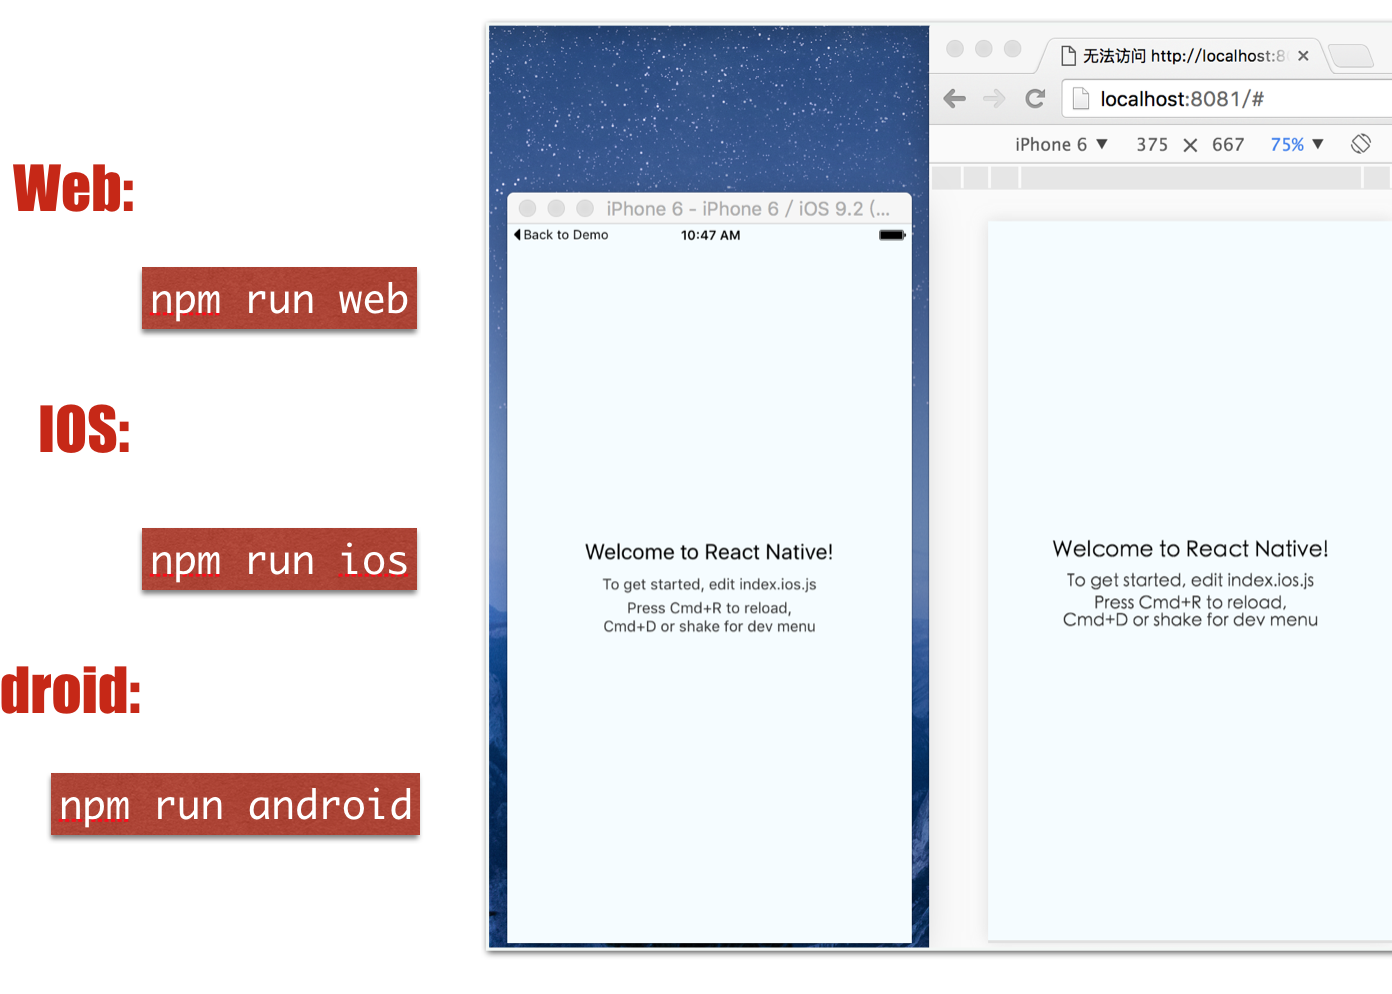 Web:
npm run web
IOS:
npm run ios
droid:
npm run android
iPhone 6 - iPhone 6 / iOS 9.2 (...
Back to Demo
10:47 AM
Welcome to React Native!
To get started, edit index.ios.js
Press Cmd+R to reload,
Cmd+D or shake for dev menu
无法访问 http://localhost:8
localhost:8081/#
iPhone 6 ▼ 375 × 667 75% ▼
Welcome to React Native!
To get started, edit index.ios.js
Press Cmd+R to reload,
Cmd+D or shake for dev menu